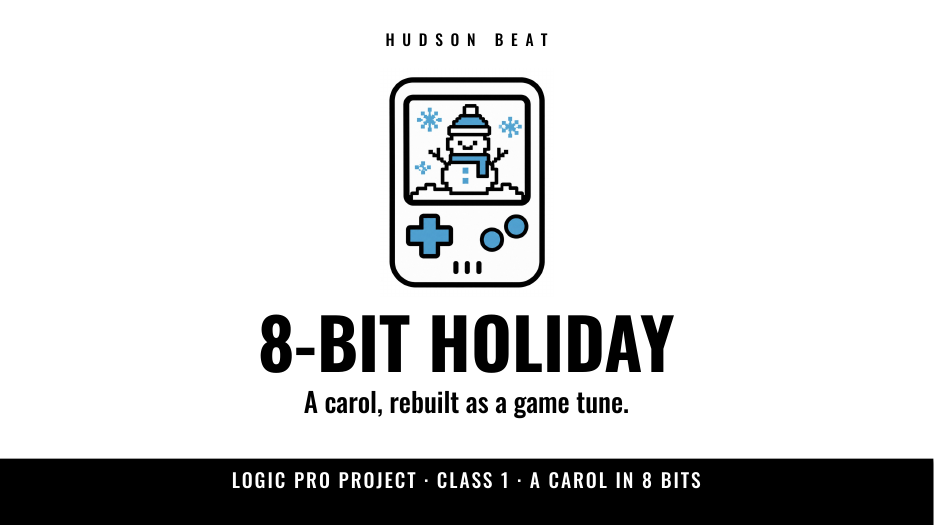 HUDSON BEAT
8-BIT HOLIDAY
A carol, rebuilt as a game tune.
LOGIC PRO PROJECT · CLASS 1 · A CAROL IN 8 BITS